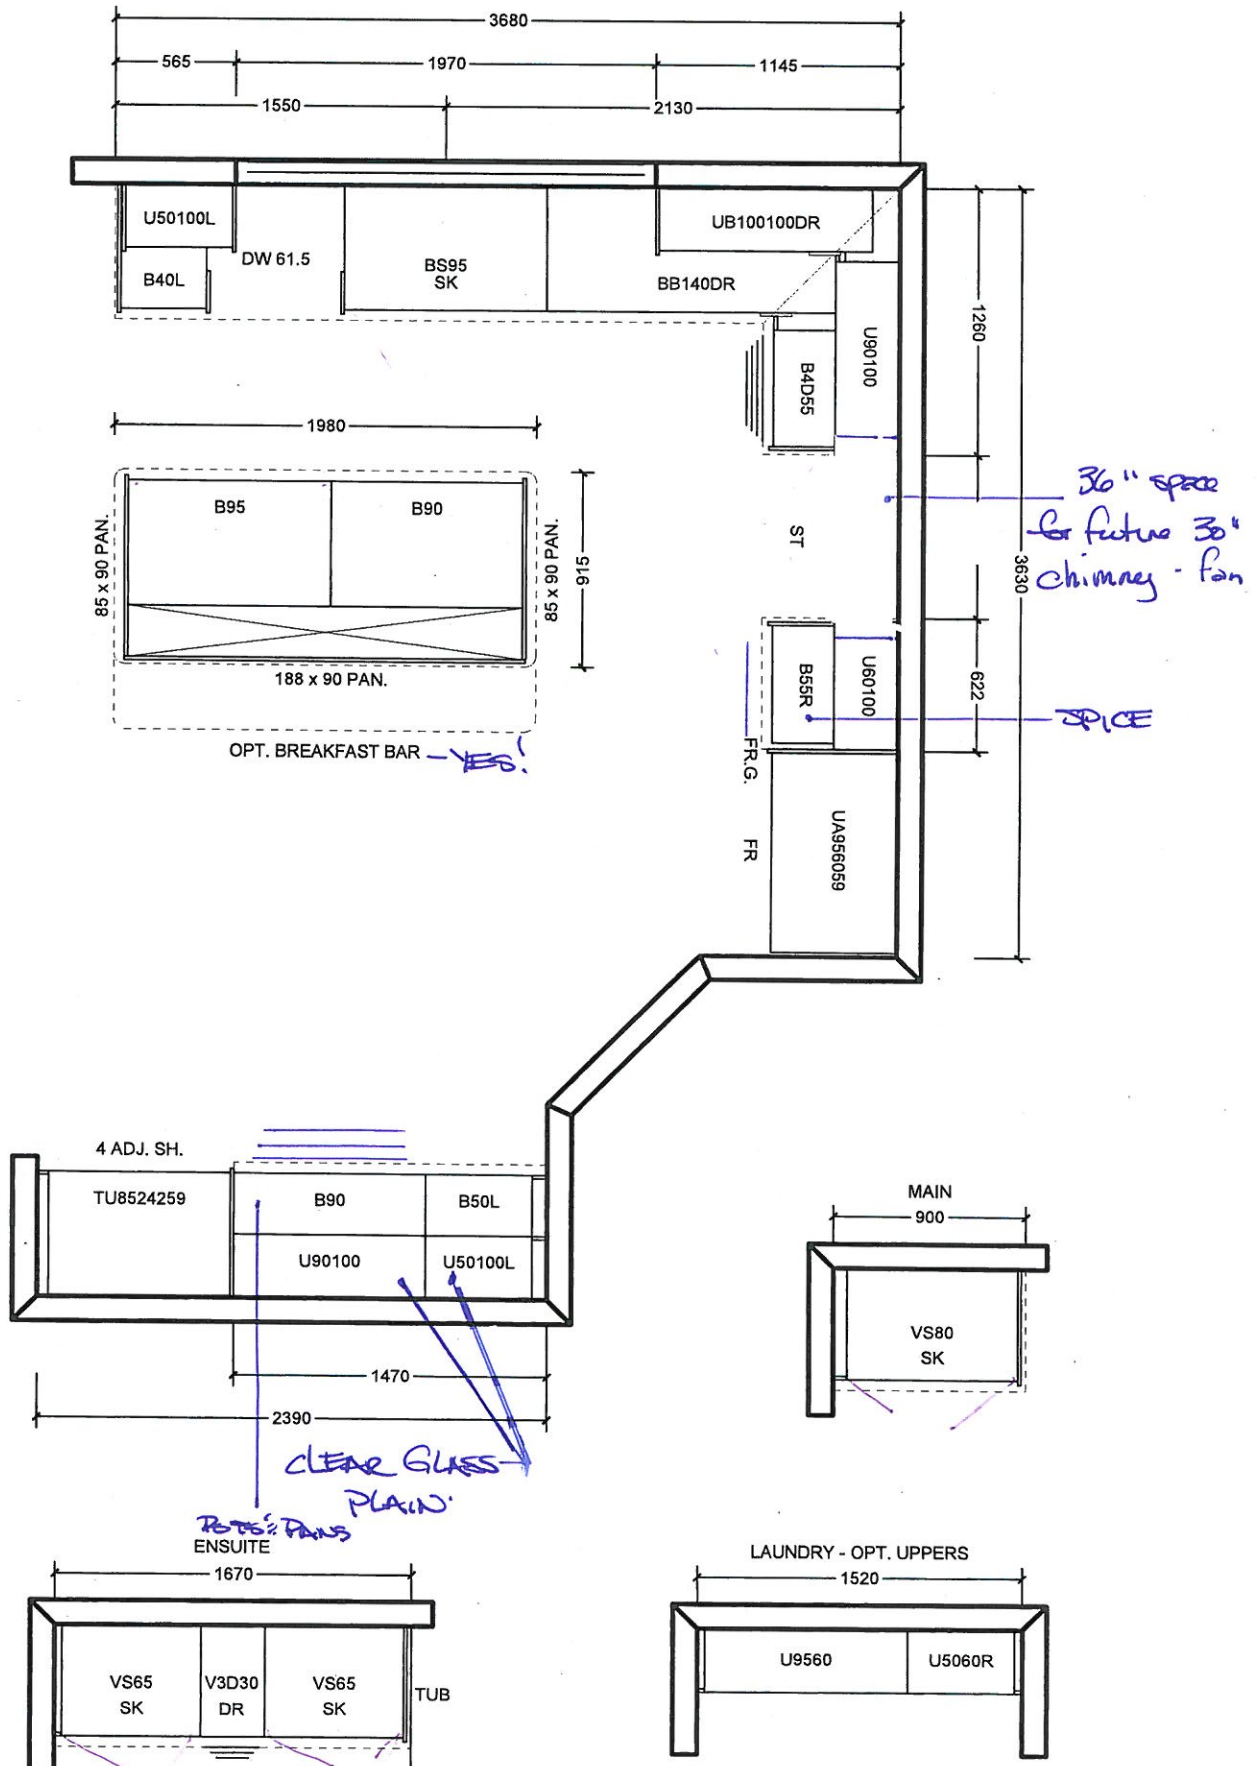 3680
565 1970 1145
1550 2130
U50100L
UB100100DR
DW 61.5
BS95
SK
B40L
BB140DR
1260
U90100
B4D55
1980
B95 B90
85 x 90 PAN.
85 x 90 PAN.
915
ST
36" space
for future 30"
chimney - fan
3630
188 x 90 PAN.
B55R
U60100
622
SPICE
OPT. BREAKFAST BAR - YES!
FR.G.
FR
UA956059
4 ADJ. SH.
TU8524259
B90 B50L
U90100 U50100L
1470
2390
CLEAR GLASS
PLAIN.
POTS & PANS
MAIN
900
VS80
SK
ENSUITE
1670
VS65
SK
V3D30
DR
VS65
SK
TUB
LAUNDRY - OPT. UPPERS
1520
U9560 U5060R